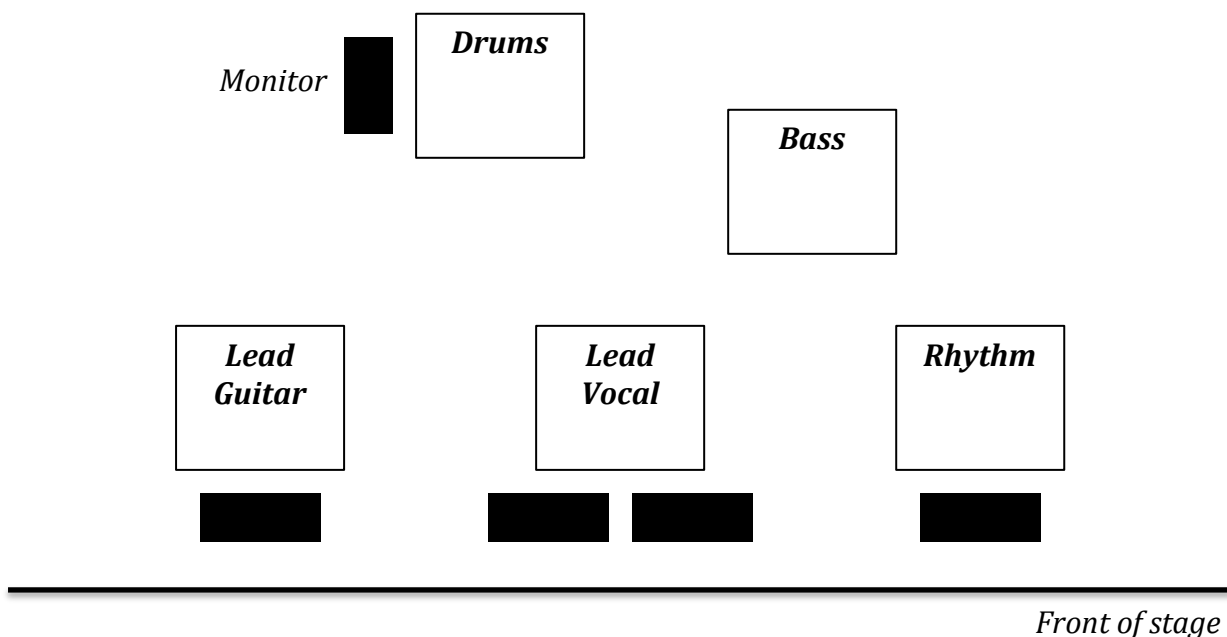 Drums
Monitor
Bass
Lead
Guitar
Lead
Vocal
Rhythm
Front of stage